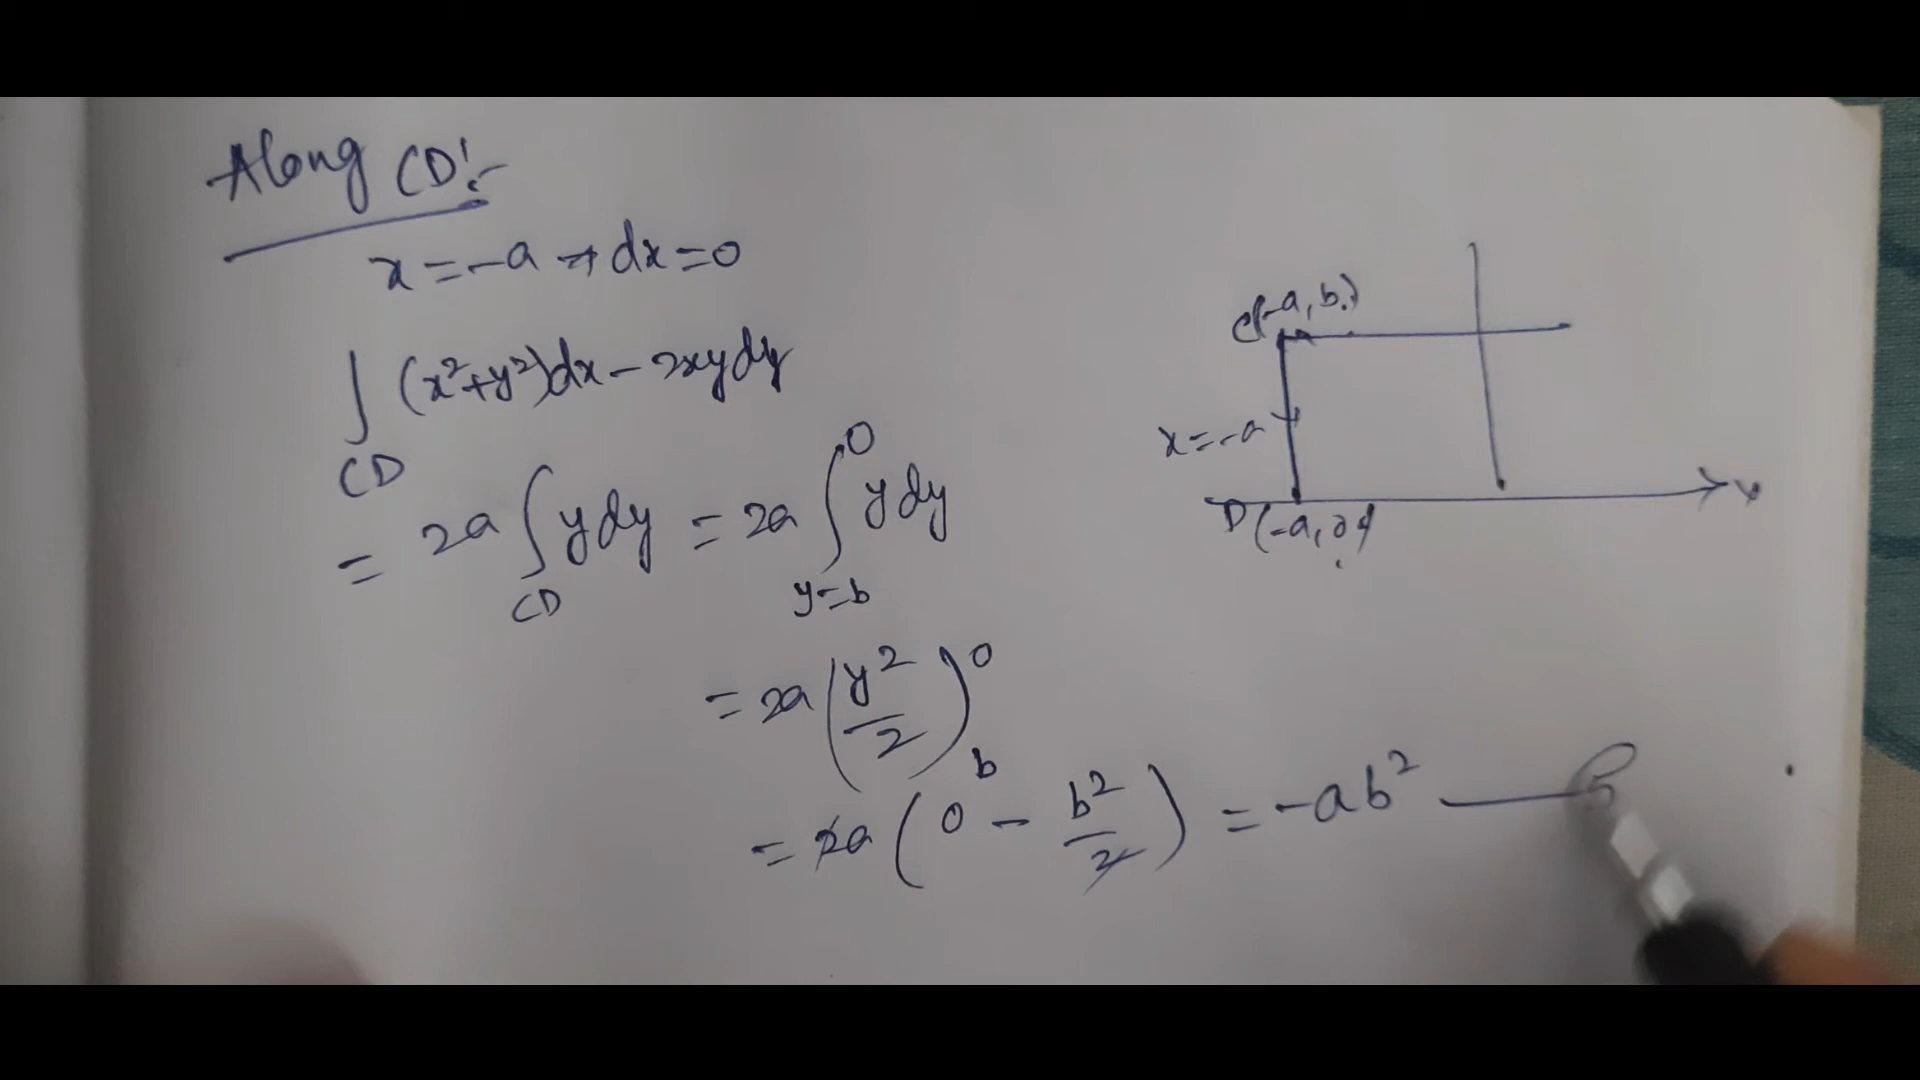 Along CD:-
x=-a → dx=0
∫ (x²+y²)dx - 2xydy
CD
= 2a ∫ ydy = 2a ∫ ydy
CD
0
y=b
= 2a (y²/2)
0
b
= 2a (0 - b²/2) = -ab²
C(-a, b)
x=-a
D(-a, 0)
x